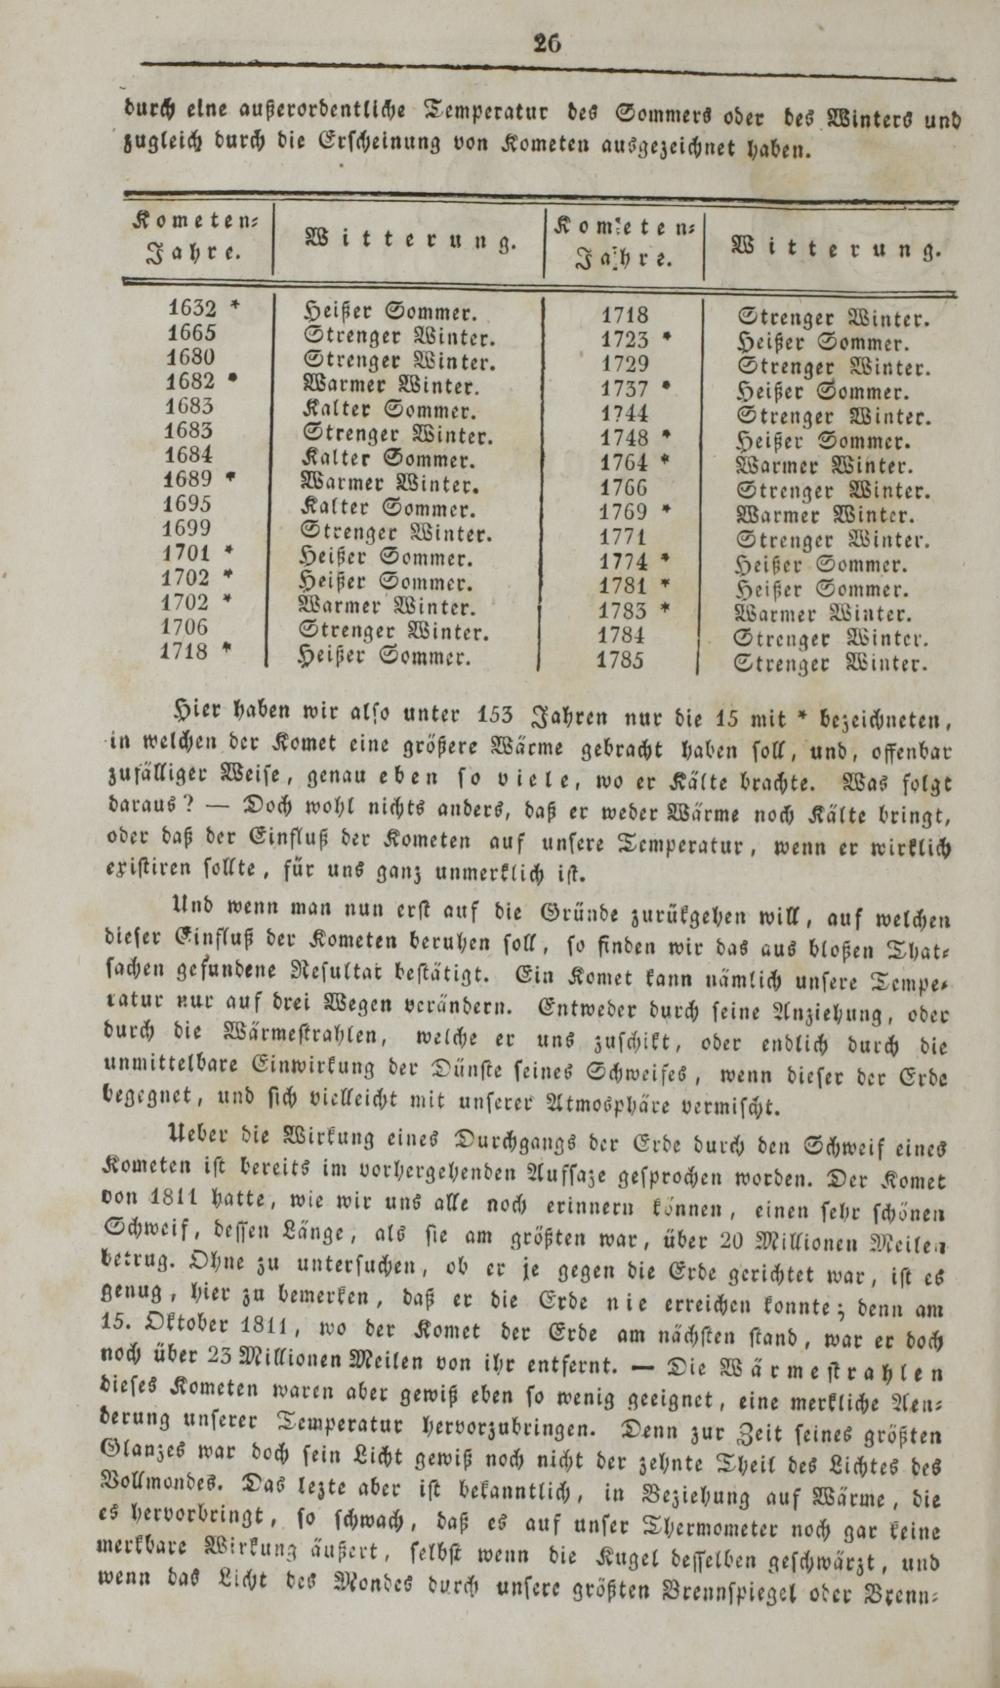 26
durch eine außerordentliche Temperatur des Sommers oder des Winters und
zugleich durch die Erscheinung von Kometen ausgezeichnet haben.
Kometen=Jahre. Witterung. Kometen=Jahre. Witterung.
1632 * Heißer Sommer. 1718 Strenger Winter.
1665 Strenger Winter. 1723 * Heißer Sommer.
1680 Strenger Winter. 1729 Strenger Winter.
1682 * Warmer Winter. 1737 * Heißer Sommer.
1683 Kalter Sommer. 1744 Strenger Winter.
1683 Strenger Winter. 1748 * Heißer Sommer.
1684 Kalter Sommer. 1764 * Warmer Winter.
1689 * Warmer Winter. 1766 Strenger Winter.
1695 Kalter Sommer. 1769 * Warmer Winter.
1699 Strenger Winter. 1771 Strenger Winter.
1701 * Heißer Sommer. 1774 * Heißer Sommer.
1702 * Heißer Sommer. 1781 * Heißer Sommer.
1702 * Warmer Winter. 1783 * Warmer Winter.
1706 Strenger Winter. 1784 Strenger Winter.
1718 * Heißer Sommer. 1785 Strenger Winter.
Hier haben wir also unter 153 Jahren nur die 15 mit * bezeichneten,
in welchen der Komet eine größere Wärme gebracht haben soll, und, offenbar
zufälliger Weise, genau eben so viele, wo er Kälte brachte. Was folgt
daraus? — Doch wohl nichts anders, daß er weder Wärme noch Kälte bringt,
oder daß der Einfluß der Kometen auf unsere Temperatur, wenn er wirklich
existiren sollte, für uns ganz unmerklich ist.
Und wenn man nun erst auf die Gründe zurükgehen will, auf welchen
dieser Einfluß der Kometen beruhen soll, so finden wir das aus bloßen That=
sachen gefundene Resultat bestätigt. Ein Komet kann nämlich unsere Tempe=
ratur nur auf drei Wegen verändern. Entweder durch seine Anziehung, oder
durch die Wärmestrahlen, welche er uns zuschikt, oder endlich durch die
unmittelbare Einwirkung der Dünste seines Schweifes, wenn dieser der Erde
begegnet, und sich vielleicht mit unserer Atmosphäre vermischt.
Ueber die Wirkung eines Durchgangs der Erde durch den Schweif eines
Kometen ist bereits im vorhergehenden Aufsaze gesprochen worden. Der Komet
von 1811 hatte, wie wir uns alle noch erinnern können, einen sehr schönen
Schweif, dessen Länge, als sie am größten war, über 20 Millionen Meilen
betrug. Ohne zu untersuchen, ob er je gegen die Erde gerichtet war, ist es
genug, hier zu bemerken, daß er die Erde nie erreichen konnte; denn am
15. Oktober 1811, wo der Komet der Erde am nächsten stand, war er doch
noch über 23 Millionen Meilen von ihr entfernt. — Die Wärmestrahlen
dieses Kometen waren aber gewiß eben so wenig geeignet, eine merkliche Aen=
derung unserer Temperatur hervorzubringen. Denn zur Zeit seines größten
Glanzes war doch sein Licht gewiß noch nicht der zehnte Theil des Lichtes des
Vollmondes. Das lezte aber ist bekanntlich, in Beziehung auf Wärme, die
es hervorbringt, so schwach, daß es auf unser Thermometer noch gar keine
merkbare Wirkung äußert, selbst wenn die Kugel desselben geschwärzt, und
wenn das Licht des Mondes durch unsere größten Brennspiegel oder Brenn=